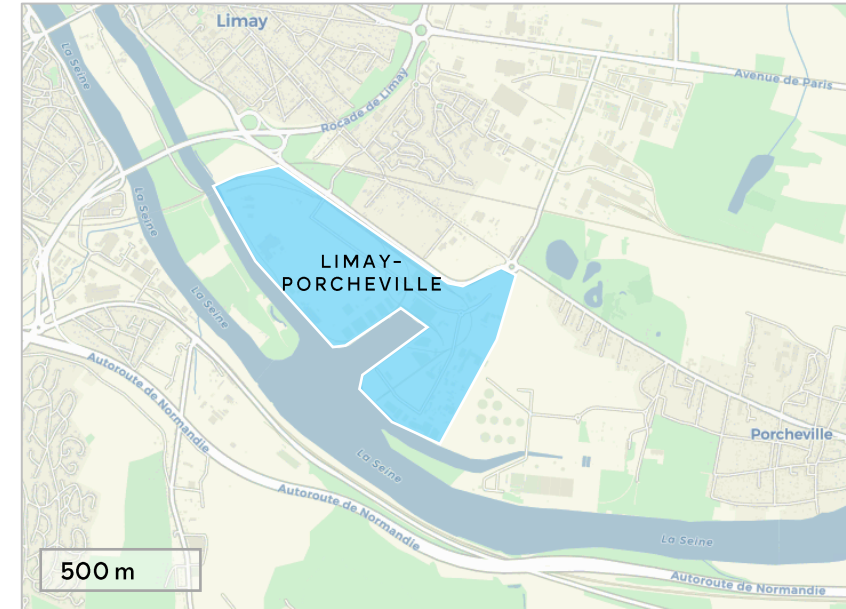 Limay
La Seine
Avenue de Paris
Rocade de Limay
La Seine
LIMAY-
PORCHEVILLE
La Seine
Autoroute de Normandie
Porcheville
La Seine
Autoroute de Normandie
La Seine
500 m
Autoroute de Normandie